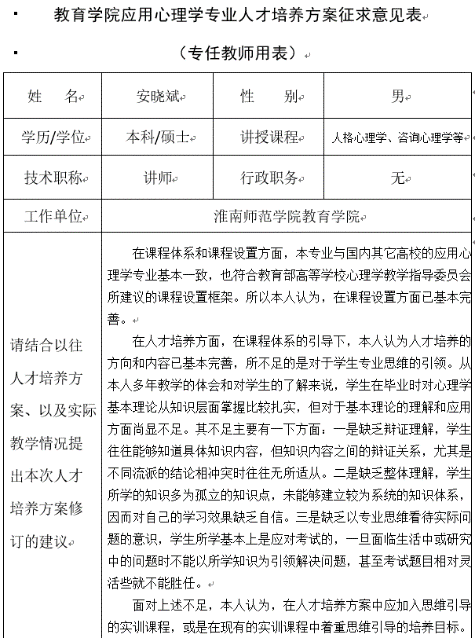 教育学院应用心理学专业人才培养方案征求意见表
（专任教师用表）
姓 名 安晓斌 性 别 男
学历/学位 本科/硕士 讲授课程 人格心理学、咨询心理学等
技术职称 讲师 行政职务 无
工作单位 淮南师范学院教育学院
请结合以往
人才培养方
案、以及实际
教学情况提
出本次人才
培养方案修
订的建议
在课程体系和课程设置方面，本专业与国内其它高校的应用心
理学专业基本一致，也符合教育部高等学校心理学教学指导委员会
所建议的课程设置框架。所以本人认为，在课程设置方面已基本完
善。
在人才培养方面，在课程体系的引导下，本人认为人才培养的
方向和内容已基本完善，所不足的是对于学生专业思维的引领。从
本人多年教学的体会和对学生的了解来说，学生在毕业时对心理学
基本理论从知识层面掌握比较扎实，但对于基本理论的理解和应用
方面尚显不足。其不足主要有一下方面：一是缺乏辩证理解，学生
往往能够知道具体知识内容，但知识内容之间的辩证关系，尤其是
不同流派的结论相冲突时往往无所适从。二是缺乏整体理解，学生
所学的知识多为孤立的知识点，未能够建立较为系统的知识体系，
因而对自己的学习效果缺乏自信。三是缺乏以专业思维看待实际问
题的意识，学生所学基本上是应对考试的，一旦面临生活中或研究
中的问题时不能以所学知识为引领解决问题，甚至考试题目相对灵
活些就不能胜任。
面对上述不足，本人认为，在人才培养方案中应加入思维引导
的实训课程，或是在现有的实训课程中着重思维引导的培养目标。